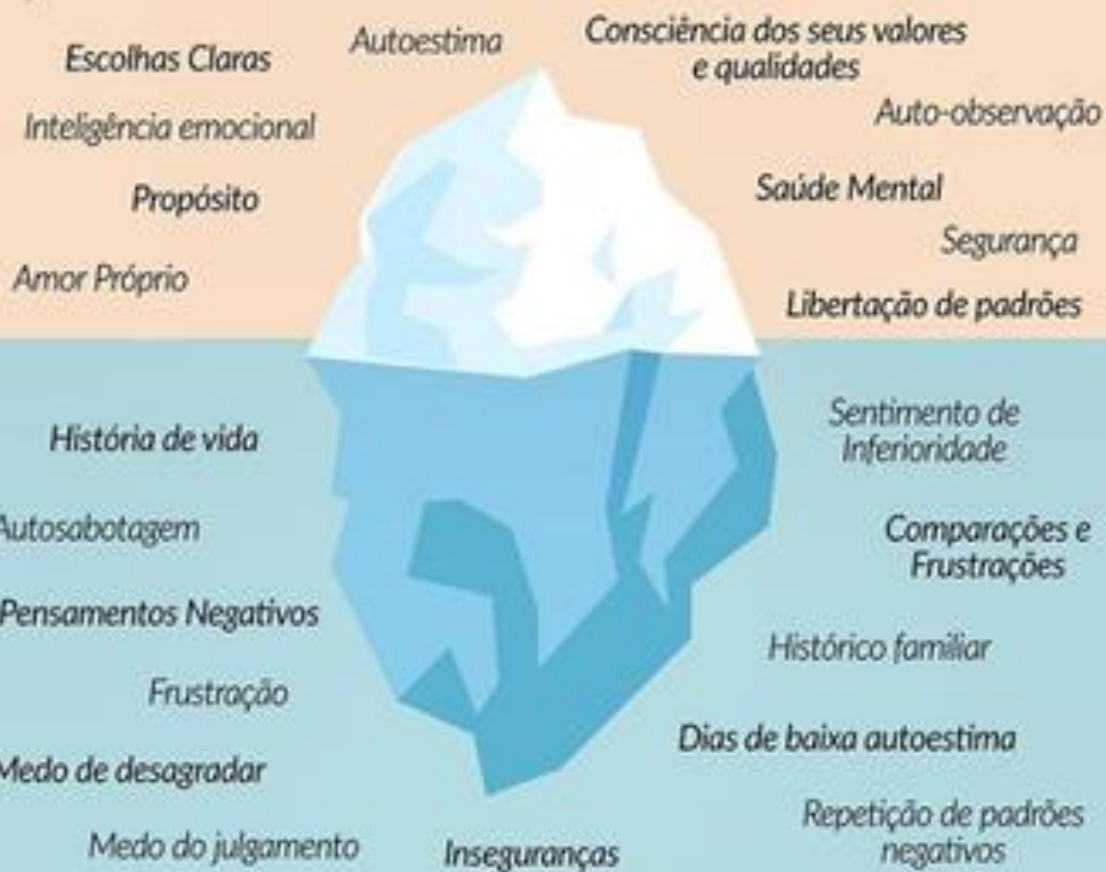 Escolhas Claras
Autoestima
Consciência dos seus valores
e qualidades
Inteligência emocional
Auto-observação
Propósito
Saúde Mental
Segurança
Amor Próprio
Libertação de padrões
História de vida
Sentimento de
Inferioridade
Autosabotagem
Comparações e
Frustrações
Pensamentos Negativos
Histórico familiar
Frustração
Dias de baixa autoestima
Medo de desagradar
Repetição de padrões
negativos
Medo do julgamento
Inseguranças